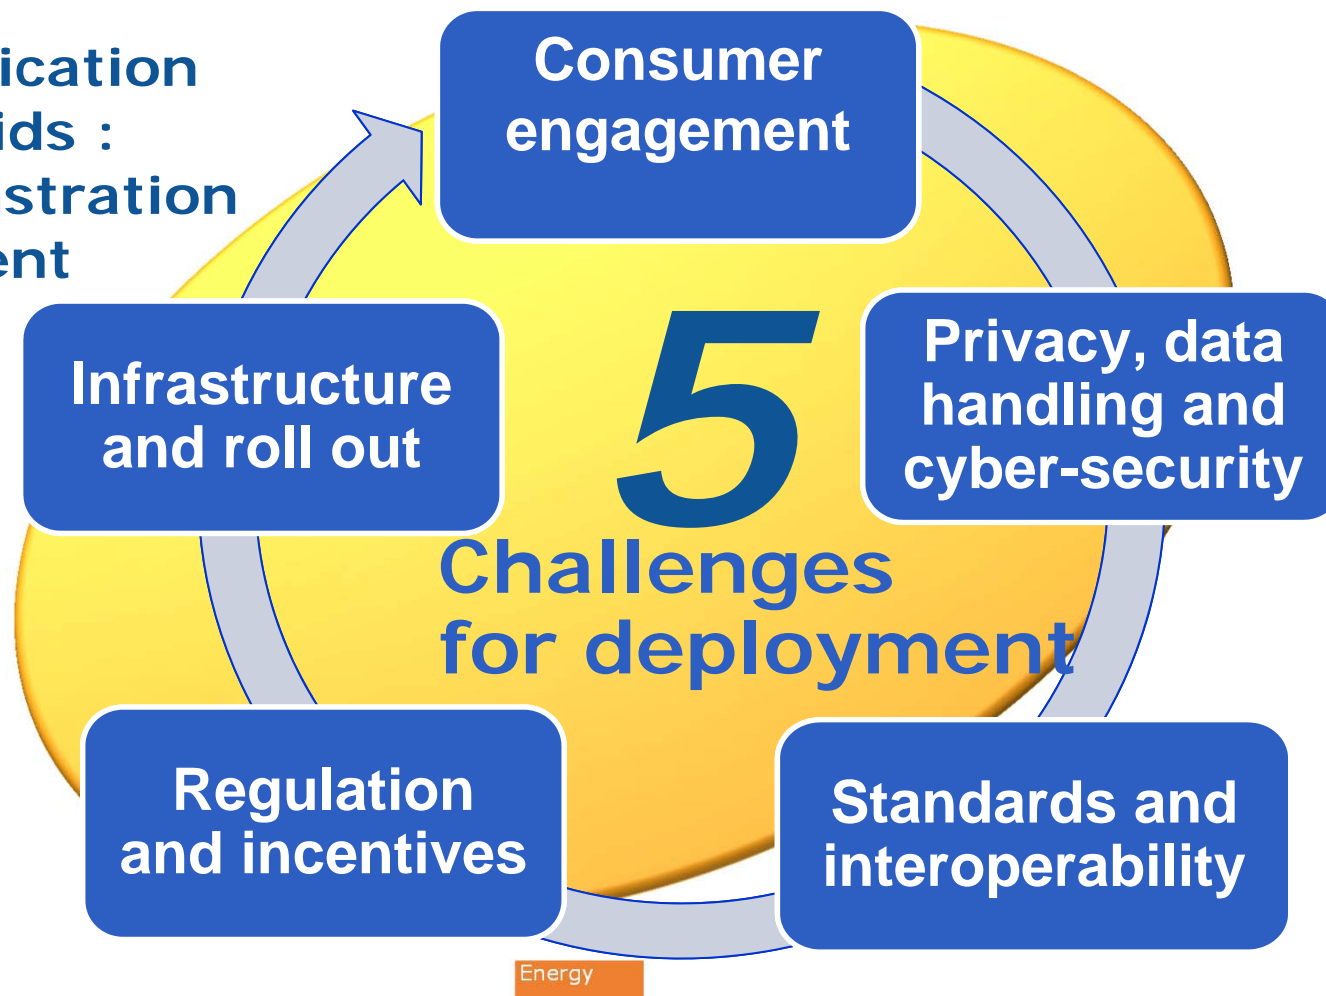 ication
ids :
stration
ent
Consumer
engagement
Privacy, data
handling and
cyber-security
Standards and
interoperability
Regulation
and incentives
Infrastructure
and roll out
5
Challenges
for deployment
Energy